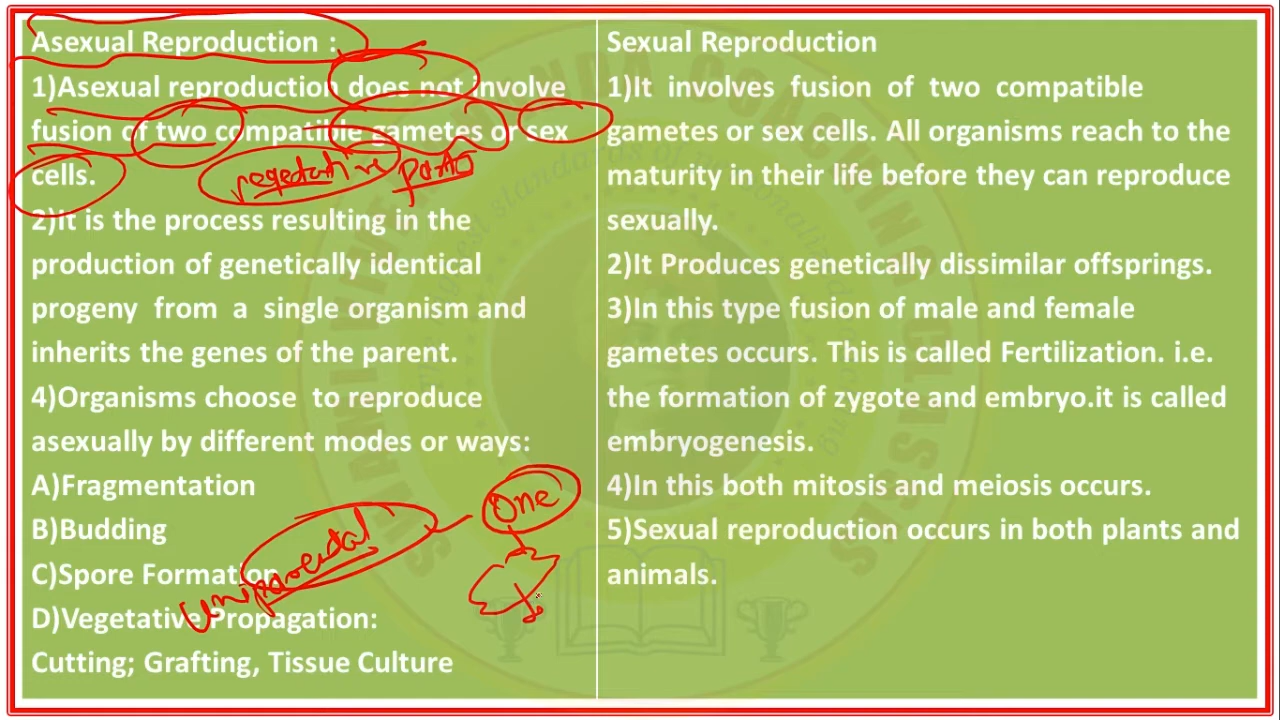 Asexual Reproduction :
1)Asexual reproduction does not involve
fusion of two compatible gametes or sex
cells.
vegetative parts
2)It is the process resulting in the
production of genetically identical
progeny from a single organism and
inherits the genes of the parent.
4)Organisms choose to reproduce
asexually by different modes or ways:
A)Fragmentation
B)Budding
C)Spore Formation
D)Vegetative Propagation:
Cutting; Grafting, Tissue Culture
uniparental
one
Sexual Reproduction
1)It involves fusion of two compatible
gametes or sex cells. All organisms reach to the
maturity in their life before they can reproduce
sexually.
2)It Produces genetically dissimilar offsprings.
3)In this type fusion of male and female
gametes occurs. This is called Fertilization. i.e.
the formation of zygote and embryo.it is called
embryogenesis.
4)In this both mitosis and meiosis occurs.
5)Sexual reproduction occurs in both plants and
animals.